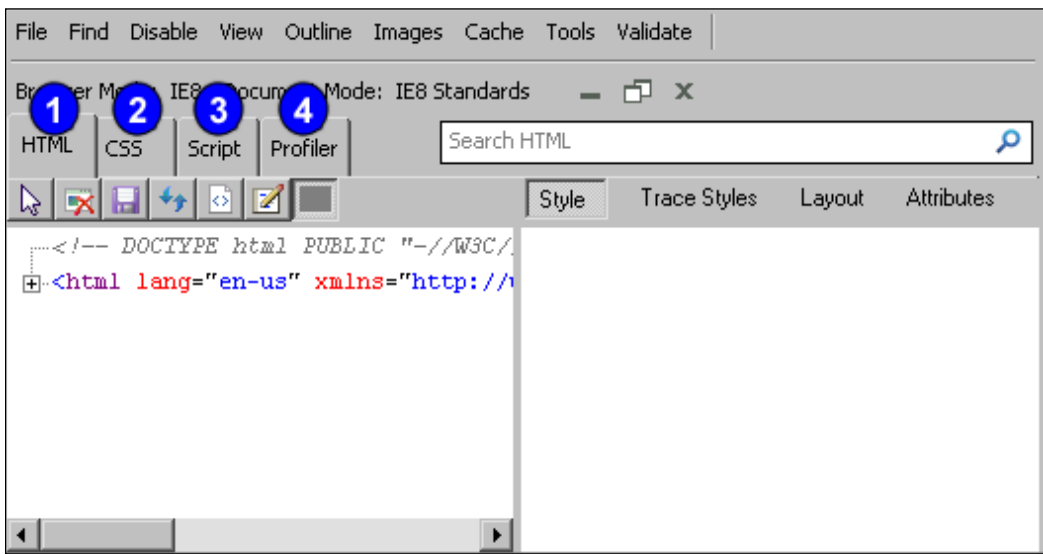 File Find Disable View Outline Images Cache Tools Validate
Mode: IE8 Standards
1 2 3 4
HTML CSS Script Profiler Search HTML
Style Trace Styles Layout Attributes
<!-- DOCTYPE html PUBLIC "-//W3C/
<html lang="en-us" xmlns="http://